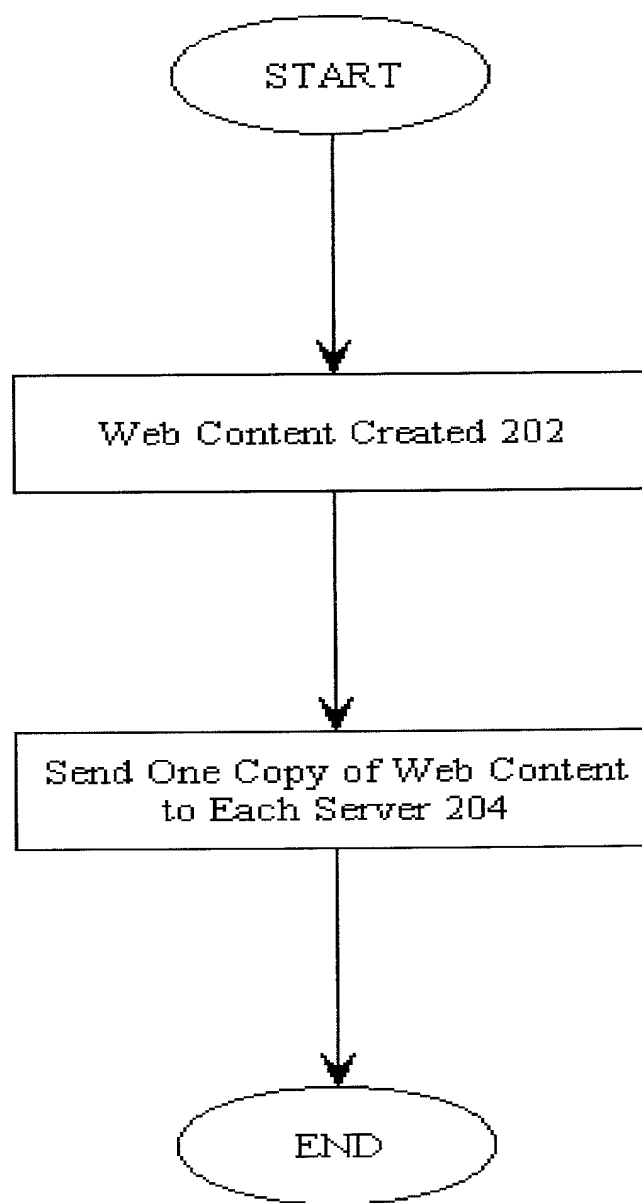 START
Web Content Created 202
Send One Copy of Web Content
to Each Server 204
END